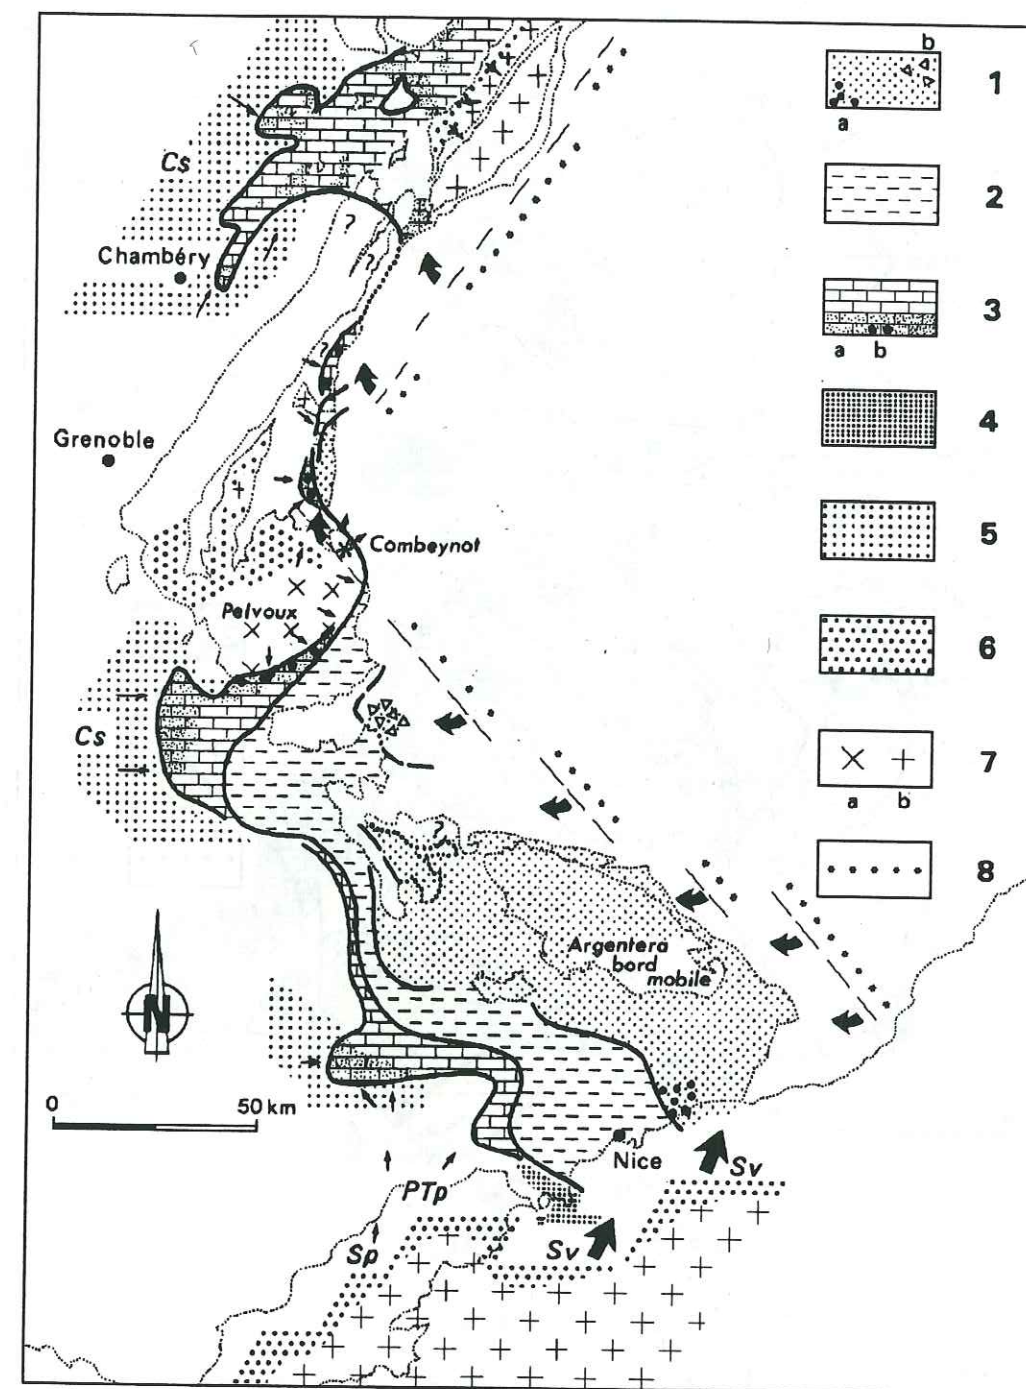 b
1
a
2
3
a b
4
5
6
7
a b
8
Cs
?
Chambéry
?
?
Grenoble
Combeynot
Pelvoux
Cs
?
Argentera
bord
mobile
N
0 50 km
Nice
Sv
PTp
Sp
Sv